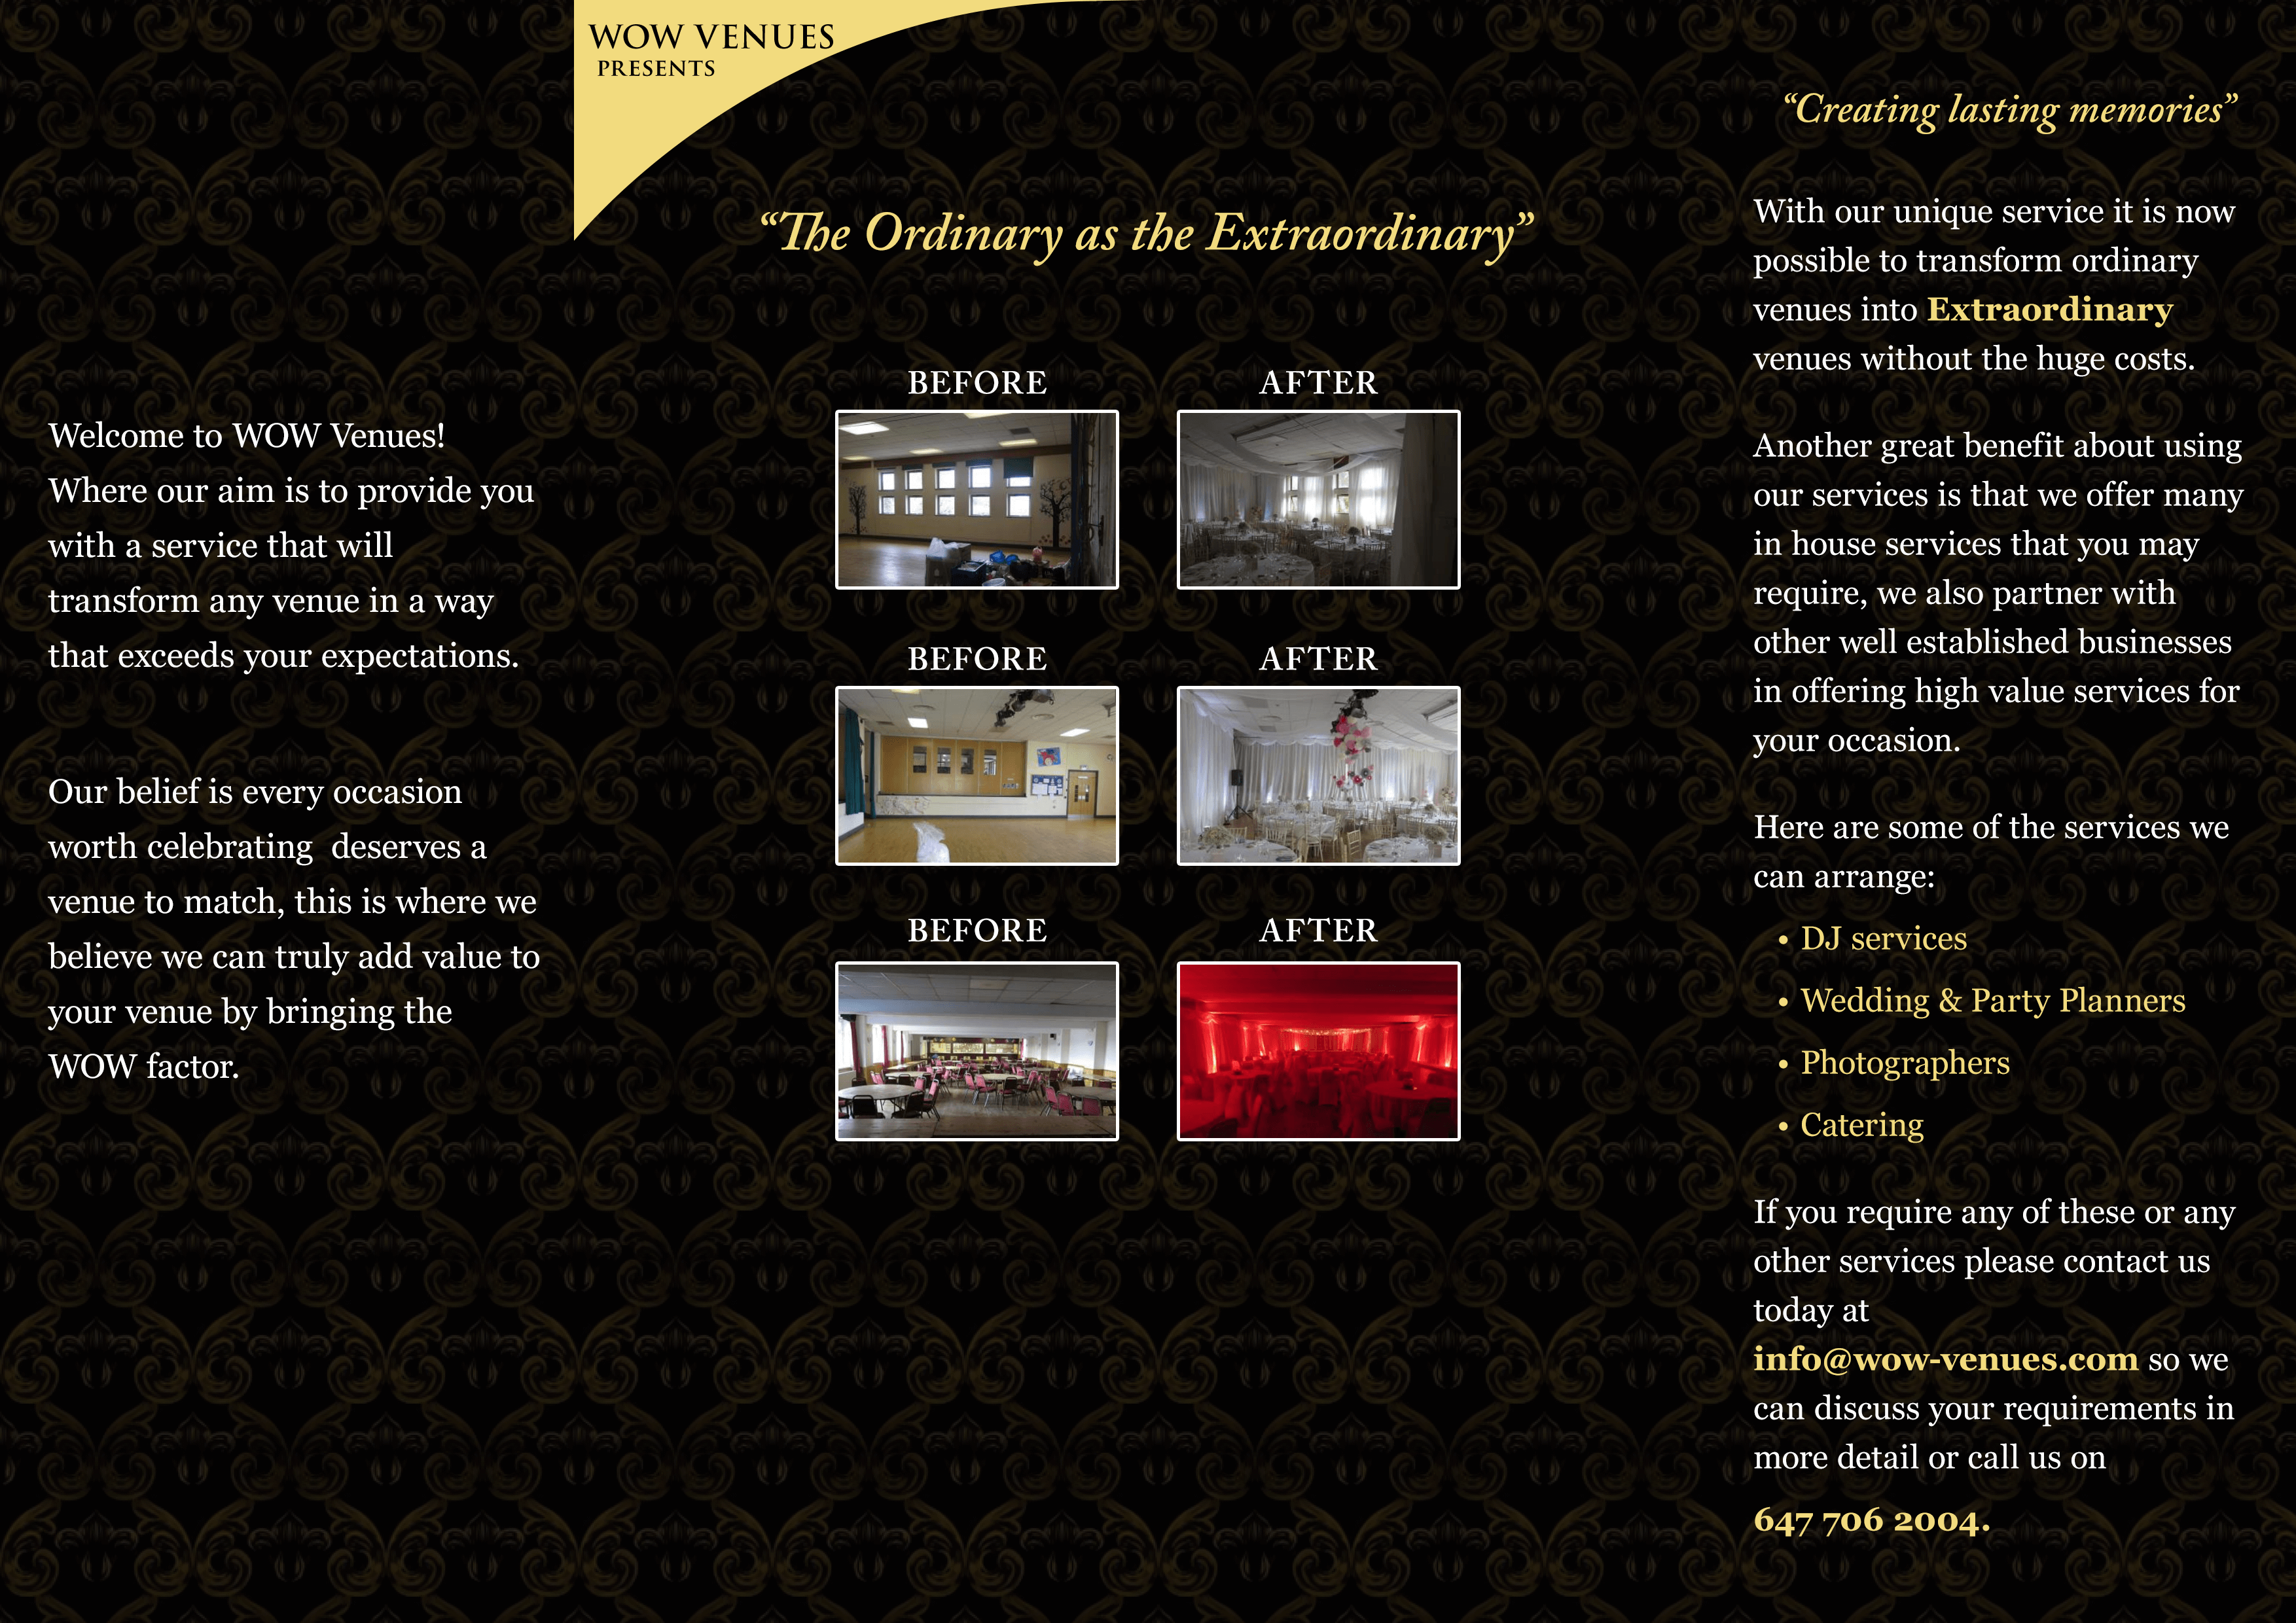 WOW VENUES
PRESENTS
Welcome to WOW Venues!
Where our aim is to provide you
with a service that will
transform any venue in a way
that exceeds your expectations.
Our belief is every occasion
worth celebrating  deserves a
venue to match, this is where we
believe we can truly add value to
your venue by bringing the
WOW factor.
“The Ordinary as the Extraordinary”
BEFORE
AFTER
BEFORE
AFTER
BEFORE
AFTER
“Creating lasting memories”
With our unique service it is now
possible to transform ordinary
venues into Extraordinary
venues without the huge costs.
Another great benefit about using
our services is that we offer many
in house services that you may
require, we also partner with
other well established businesses
in offering high value services for
your occasion.
Here are some of the services we
can arrange:
• DJ services
• Wedding & Party Planners
• Photographers
• Catering
If you require any of these or any
other services please contact us
today at
info@wow-venues.com so we
can discuss your requirements in
more detail or call us on
647 706 2004.